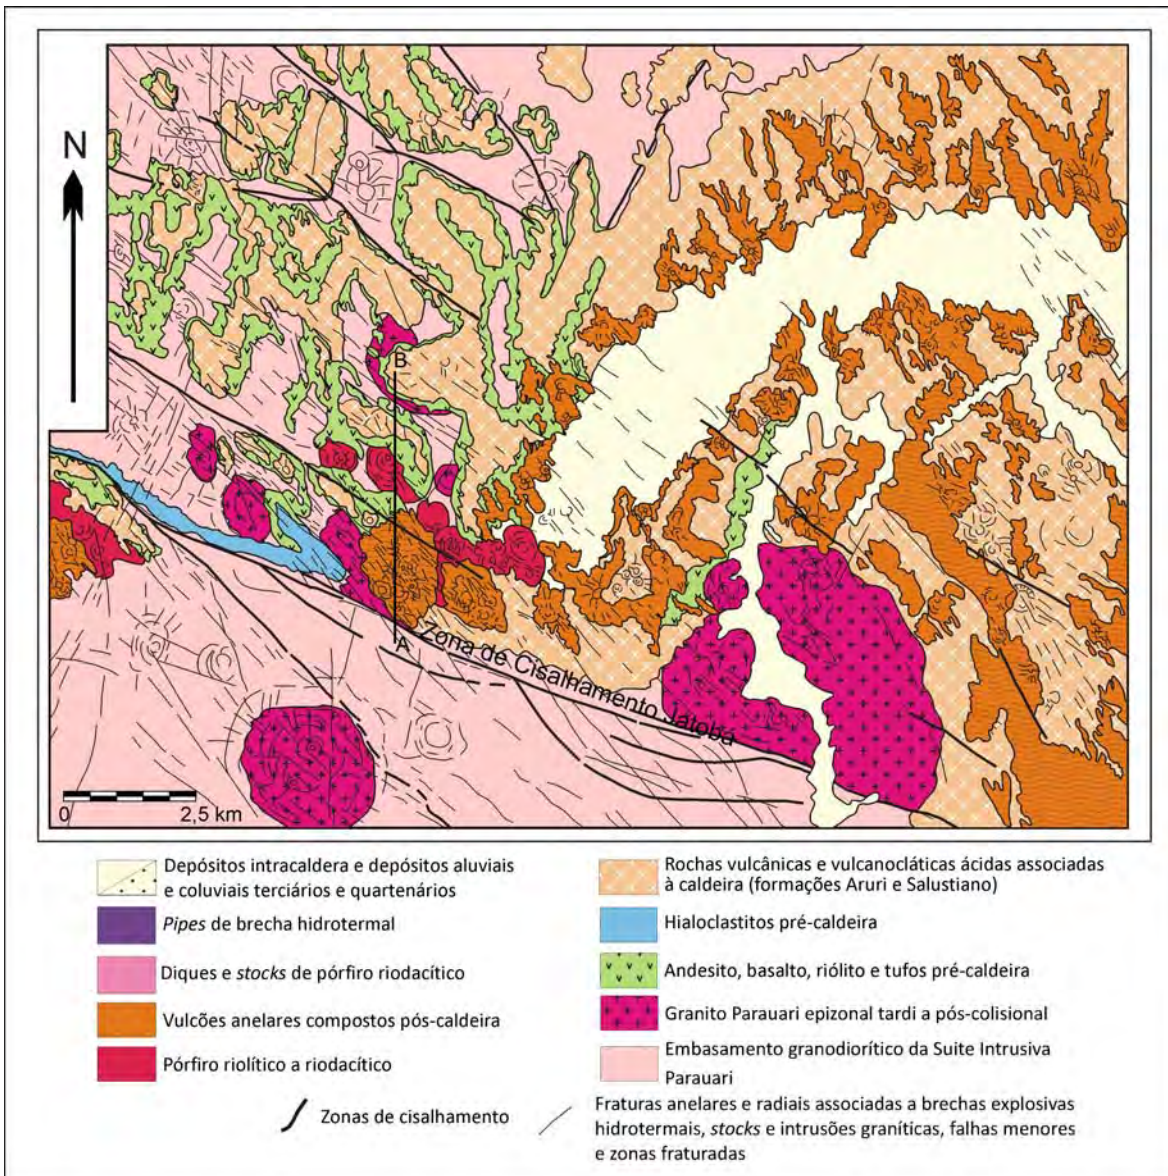 N
B
A
Zona de Cisalhamento Jatobá
0 2,5 km
Depósitos intracaldera e depósitos aluviais
e coluviais terciários e quartenários
Pipes de brecha hidrotermal
Diques e stocks de pórfiro riodacítico
Vulcões anelares compostos pós-caldeira
Pórfiro riolítico a riodacítico
Rochas vulcânicas e vulcanocláticas ácidas associadas
à caldeira (formações Aruri e Salustiano)
Hialoclastitos pré-caldeira
Andesito, basalto, riólito e tufos pré-caldeira
Granito Parauari epizonal tardi a pós-colisional
Embasamento granodiorítico da Suite Intrusiva
Parauari
Zonas de cisalhamento
Fraturas anelares e radiais associadas a brechas explosivas
hidrotermais, stocks e intrusões graníticas, falhas menores
e zonas fraturadas